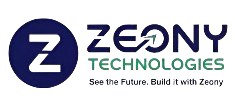 Z
ZEONY
TECHNOLOGIES
See the Future. Build it with Zeony